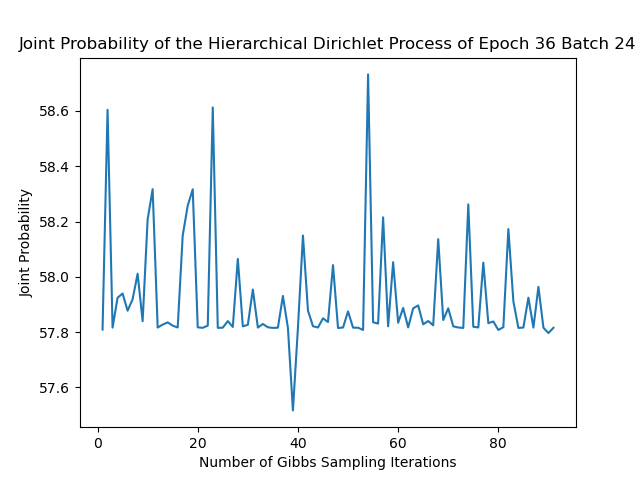 Joint Probability of the Hierarchical Dirichlet Process of Epoch 36 Batch 24
58.6
58.4
58.2
58.0
57.8
57.6
Joint Probability
0 20 40 60 80
Number of Gibbs Sampling Iterations